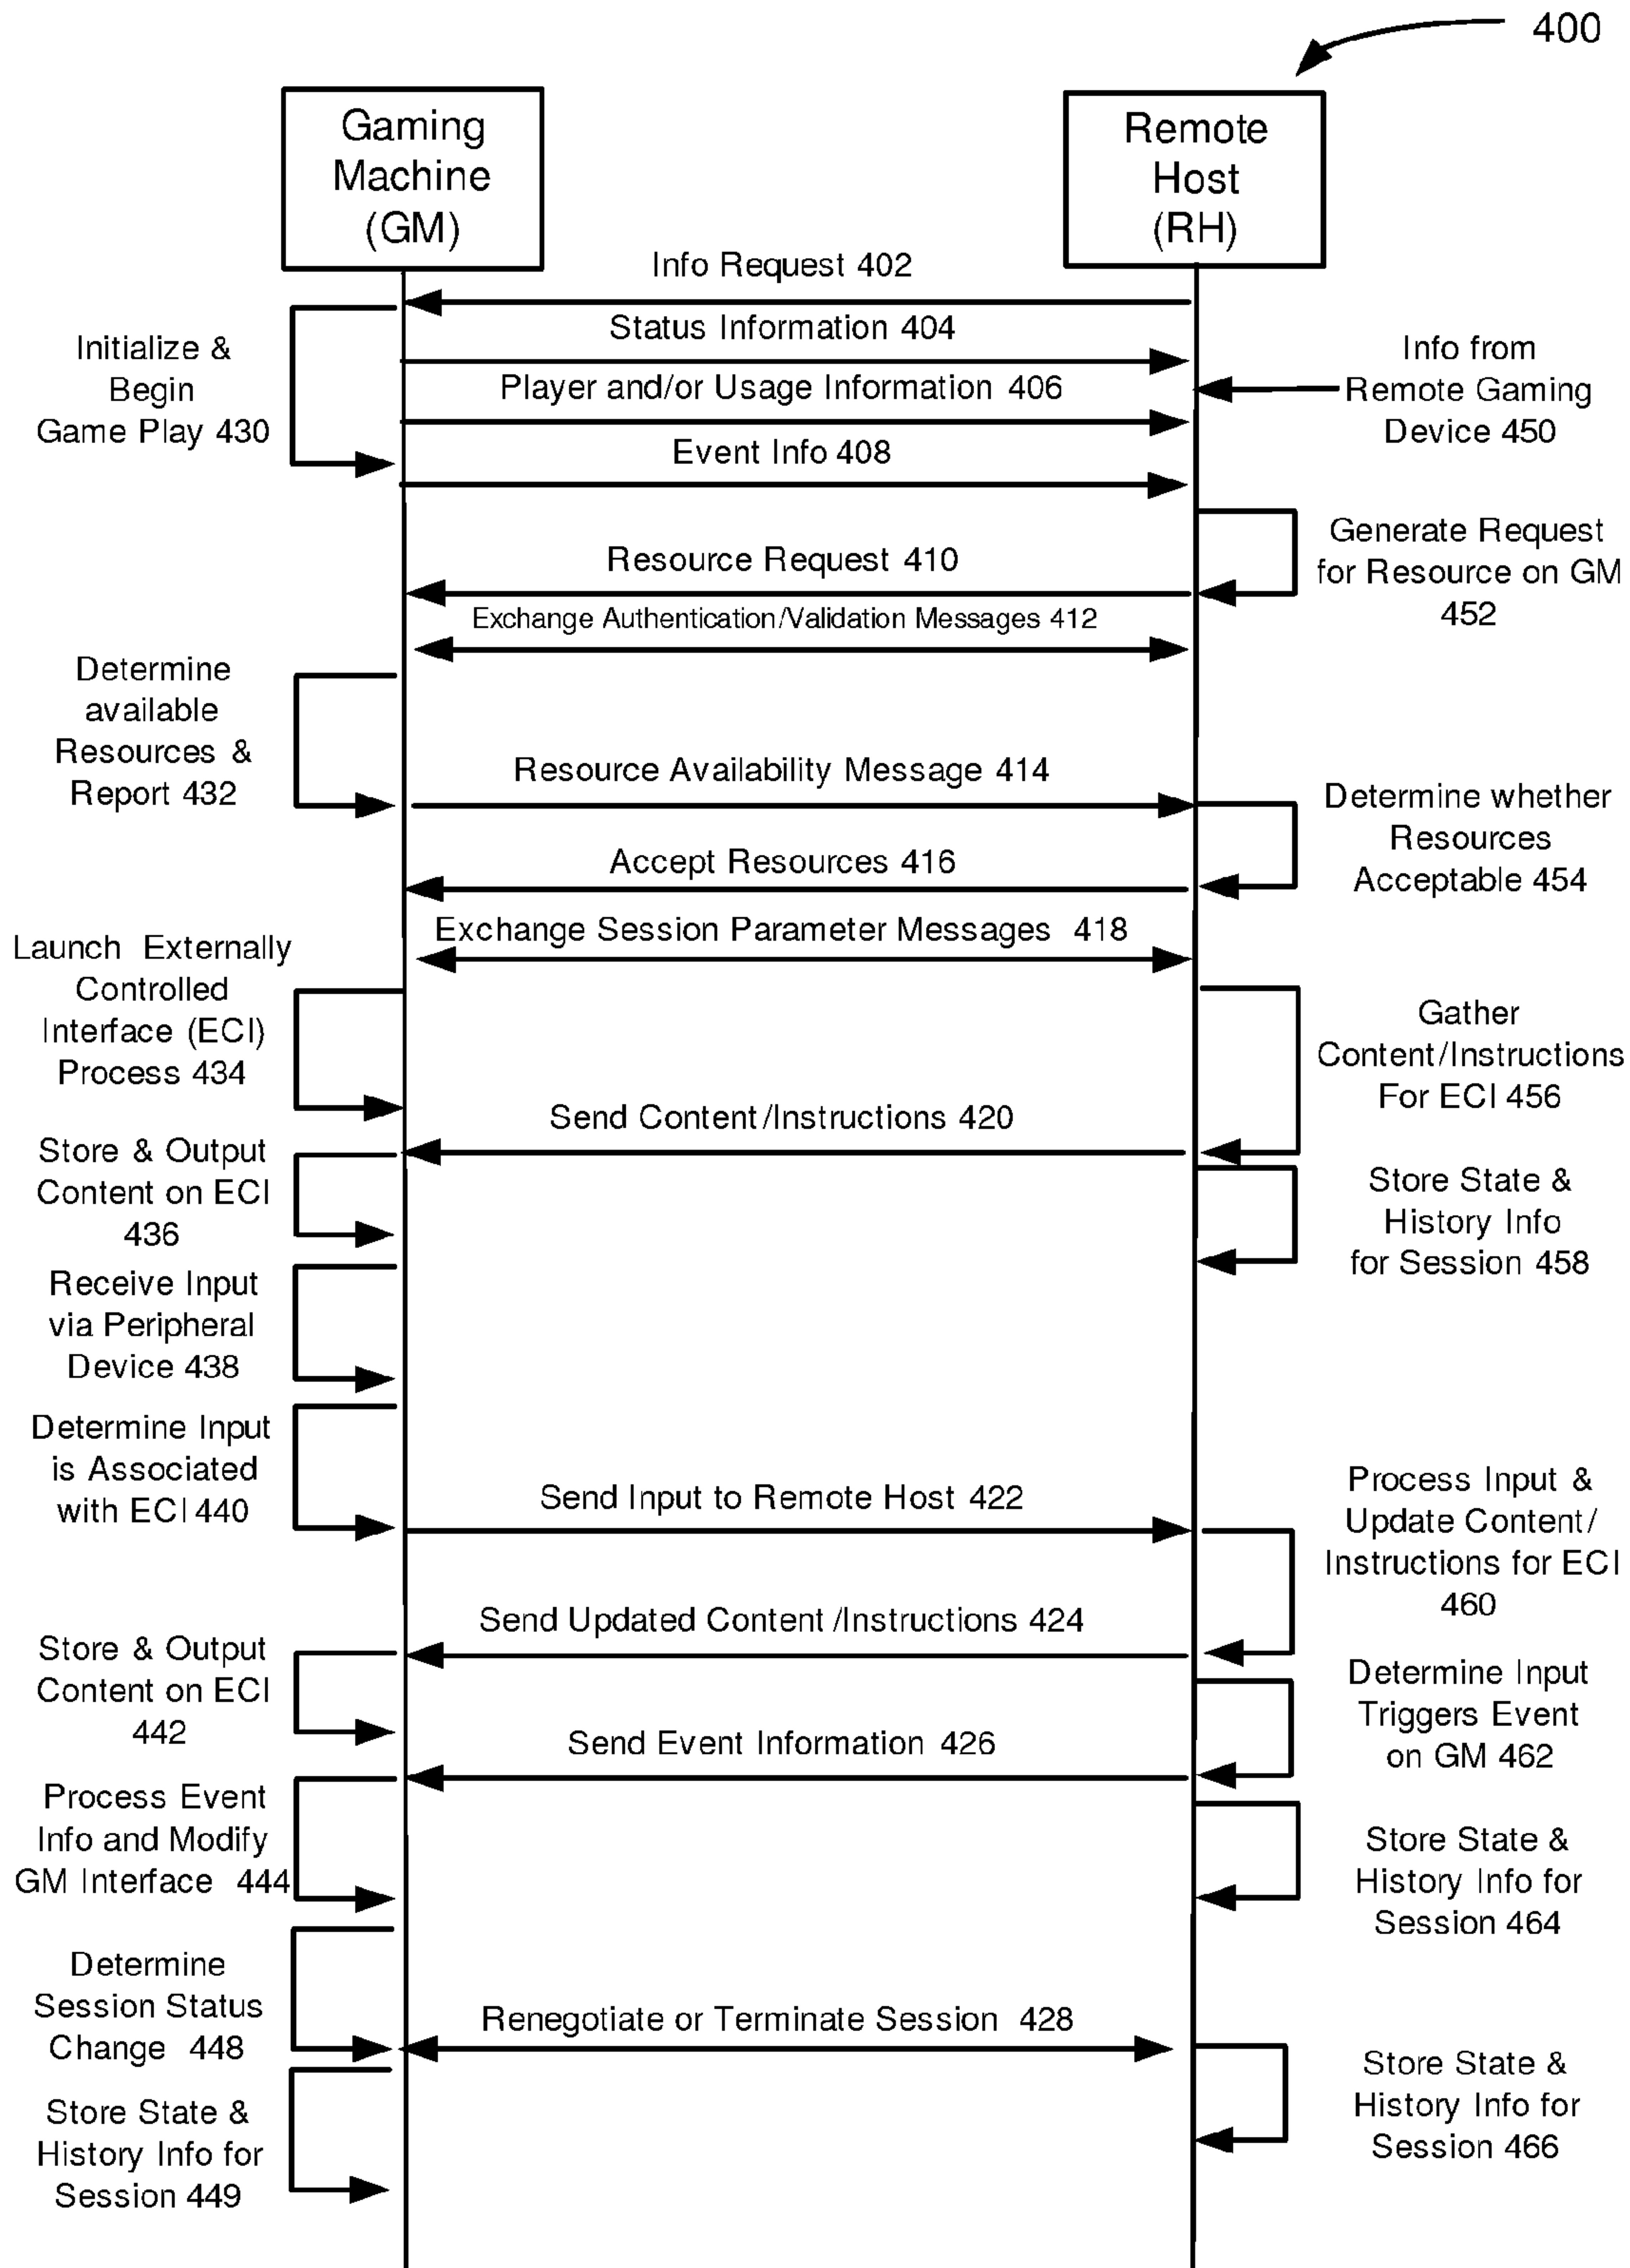 400
Gaming
Machine
(GM)
Remote
Host
(RH)
Info Request 402
Status Information 404
Initialize &
Begin
Game Play 430
Info from
Remote Gaming
Device 450
Player and/or Usage Information 406
Event Info 408
Generate Request
for Resource on GM
452
Resource Request 410
Exchange Authentication/Validation Messages 412
Determine
available
Resources &
Report 432
Resource Availability Message 414
Determine whether
Resources
Acceptable 454
Accept Resources 416
Exchange Session Parameter Messages 418
Launch Externally
Controlled
Interface (ECI)
Process 434
Gather
Content/Instructions
For ECI 456
Send Content/Instructions 420
Store & Output
Content on ECI
436
Store State &
History Info
for Session 458
Receive Input
via Peripheral
Device 438
Determine Input
is Associated
with ECI 440
Send Input to Remote Host 422
Process Input &
Update Content/
Instructions for ECI
460
Send Updated Content /Instructions 424
Store & Output
Content on ECI
442
Determine Input
Triggers Event
on GM 462
Send Event Information 426
Process Event
Info and Modify
GM Interface 444
Store State &
History Info for
Session 464
Determine
Session Status
Change 448
Renegotiate or Terminate Session 428
Store State &
History Info for
Session 466
Store State &
History Info for
Session 449